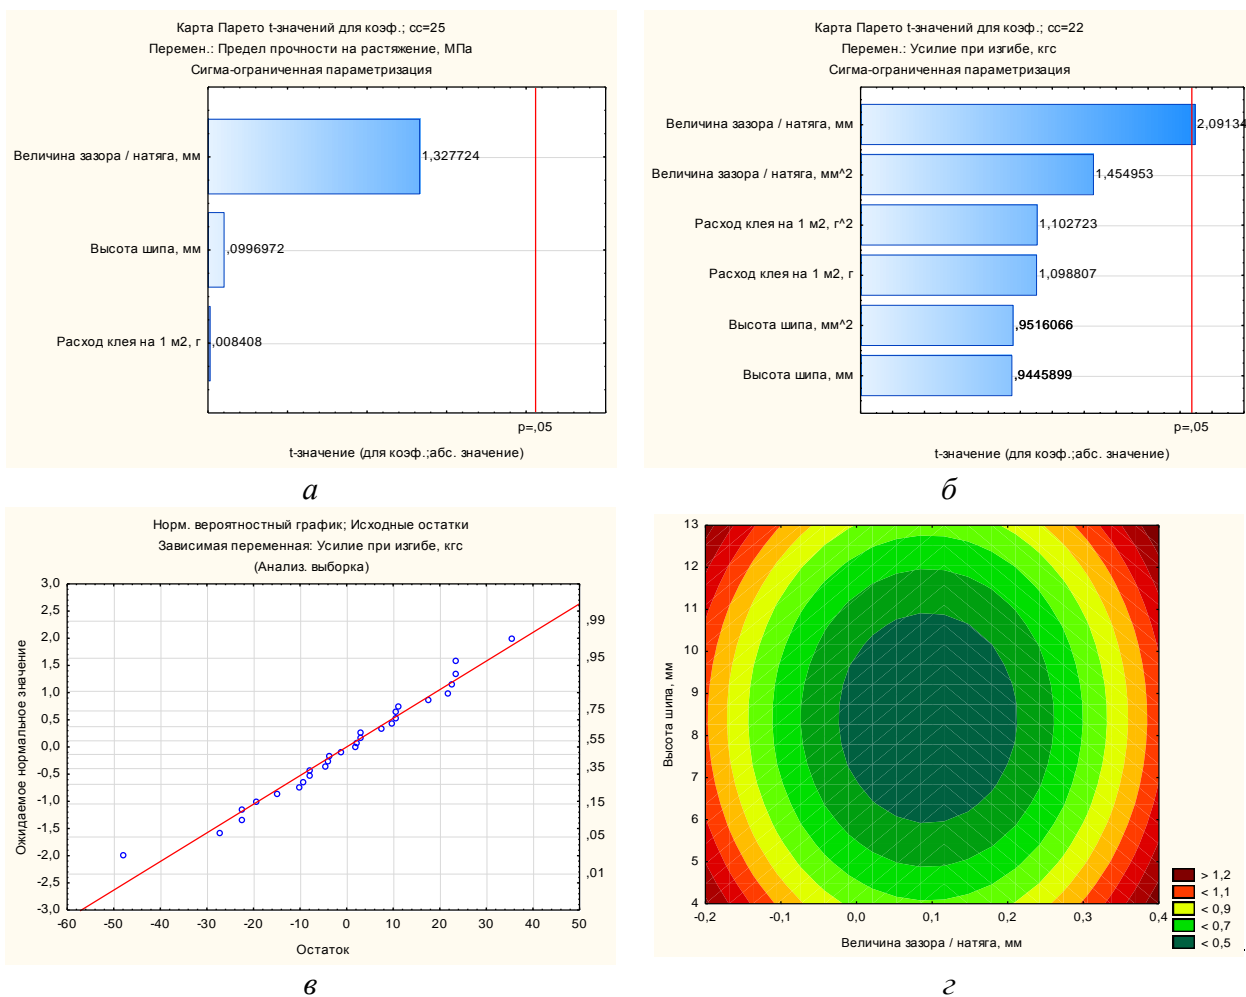 Карта Парето t-значений для коэф.; сс=25
Перемен.: Предел прочности на растяжение, МПа
Сигма-ограниченная параметризация
Величина зазора / натяга, мм
1,327724
Высота шипа, мм
,0996972
Расход клея на 1 м2, г
,008408
p=,05
t-значение (для коэф.;абс. значение)
а
Карта Парето t-значений для коэф.; сс=22
Перемен.: Усилие при изгибе, кгс
Сигма-ограниченная параметризация
Величина зазора / натяга, мм
2,09134
Величина зазора / натяга, мм^2
1,454953
Расход клея на 1 м2, г^2
1,102723
Расход клея на 1 м2, г
1,098807
Высота шипа, мм^2
,9516066
Высота шипа, мм
,9445899
p=,05
t-значение (для коэф.;абс. значение)
б
Норм. вероятностный график; Исходные остатки
Зависимая переменная: Усилие при изгибе, кгс
(Анализ. выборка)
Ожидаемое нормальное значение
3,0
2,5
2,0
1,5
1,0
0,5
0,0
-0,5
-1,0
-1,5
-2,0
-2,5
-3,0
,99
,95
,75
,55
,35
,15
,05
,01
-60 -50 -40 -30 -20 -10 0 10 20 30 40 50
Остаток
в
Высота шипа, мм
13
12
11
10
9
8
7
6
5
4
-0,2 -0,1 0,0 0,1 0,2 0,3 0,4
Величина зазора / натяга, мм
> 1,2
< 1,1
< 0,9
< 0,7
< 0,5
г